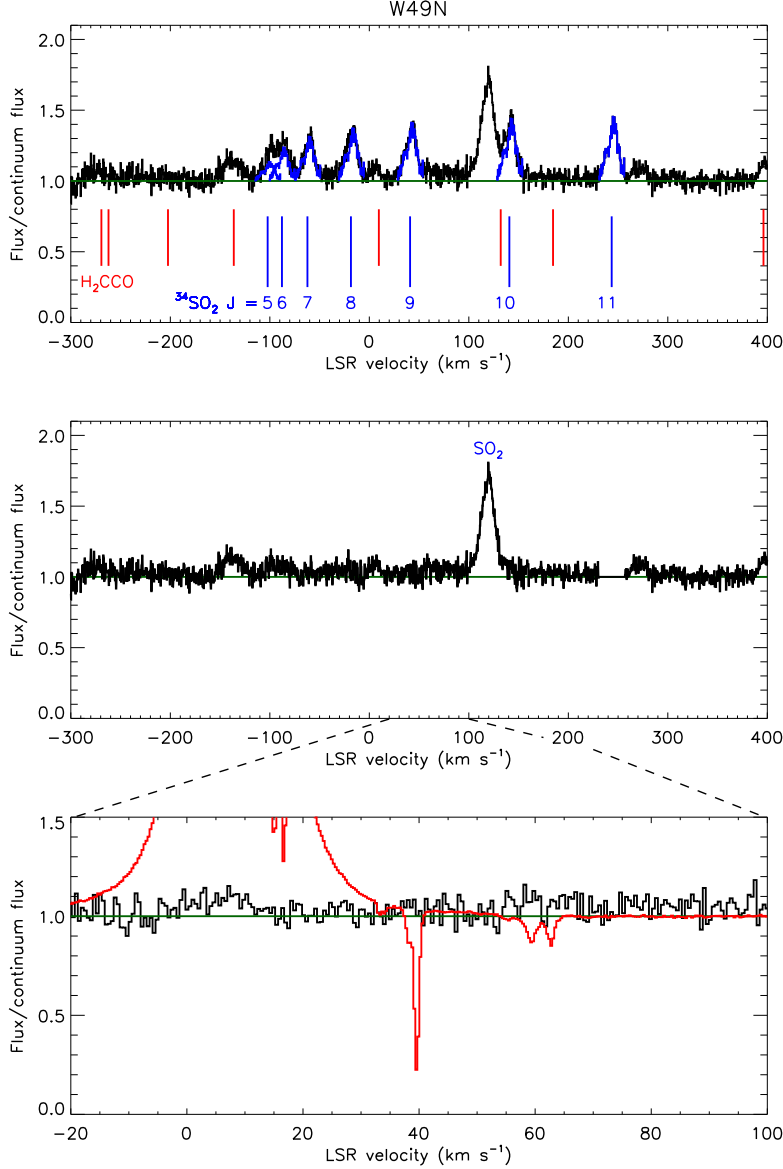 W49N
2.0
1.5
1.0
0.5
0.0
Flux/continuum flux
H₂CCO
³⁴SO₂ J = 5 6 7 8 9 10 11
−300 −200 −100 0 100 200 300 400
LSR velocity (km s⁻¹)
2.0
1.5
1.0
0.5
0.0
Flux/continuum flux
SO₂
−300 −200 −100 0 100 200 300 400
LSR velocity (km s⁻¹)
1.5
1.0
0.5
0.0
Flux/continuum flux
−20 0 20 40 60 80 100
LSR velocity (km s⁻¹)